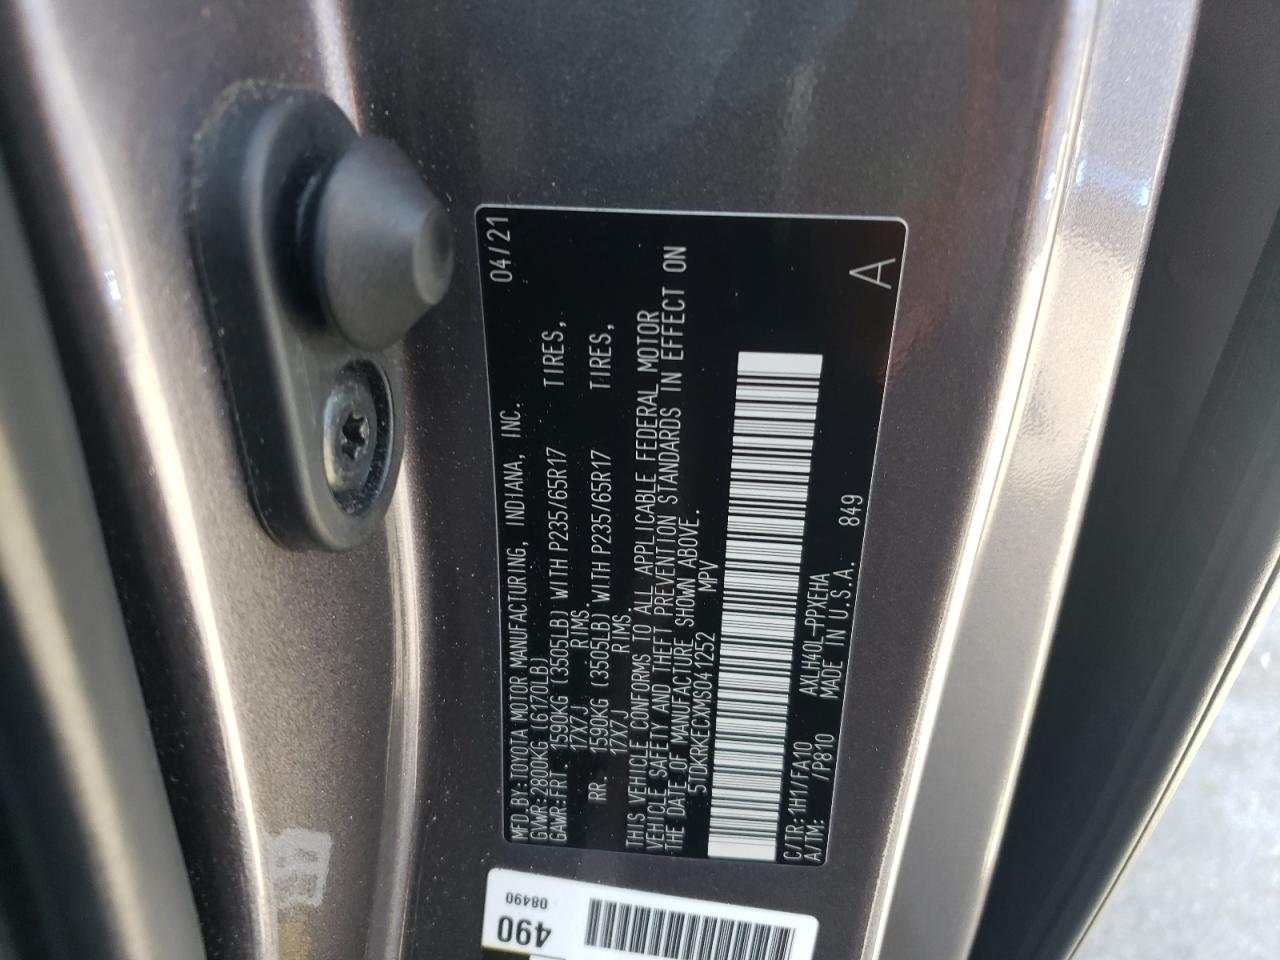 MFD.BY:TOYOTA MOTOR MANUFACTURING, INDIANA, INC. 04/21
GVWR:2800KG (6170LB)
GAWR:FRT. 1590KG (3505LB) WITH P235/65R17 TIRES,
17X7J RIMS.
RR. 1590KG (3505LB) WITH P235/65R17 TIRES,
17X7J RIMS.
THIS VEHICLE CONFORMS TO ALL APPLICABLE FEDERAL MOTOR
VEHICLE SAFETY AND THEFT PREVENTION STANDARDS IN EFFECT ON
THE DATE OF MANUFACTURE SHOWN ABOVE.
5TDKRKECXMS041252 MPV
C/TR:1H1/FA10 AXLH40L-PPXEHA
A/TM: /P810 MADE IN U.S.A. 849
A
08490
490